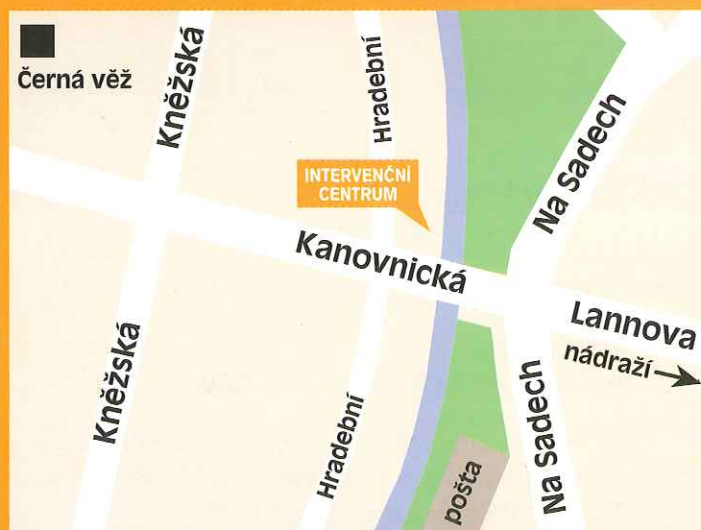 Černá věž
Kněžská
Hradební
Na Sadech
INTERVENČNÍ
CENTRUM
Kanovnická
Lannova
nádraží
Kněžská
Hradební
Na Sadech
pošta